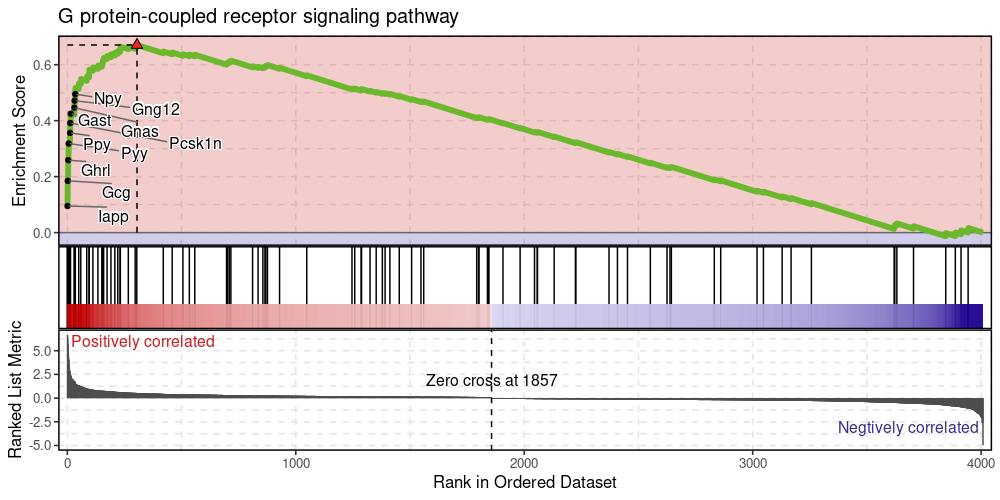 G protein-coupled receptor signaling pathway
Enrichment Score
0.6
0.4
0.2
0.0
Npy
Gng12
Gast
Gnas
Pcsk1n
Ppy
Pyy
Ghrl
Gcg
Iapp
Ranked List Metric
5.0
2.5
0.0
-2.5
-5.0
Positively correlated
Zero cross at 1857
Negtively correlated
0
1000
2000
3000
4000
Rank in Ordered Dataset